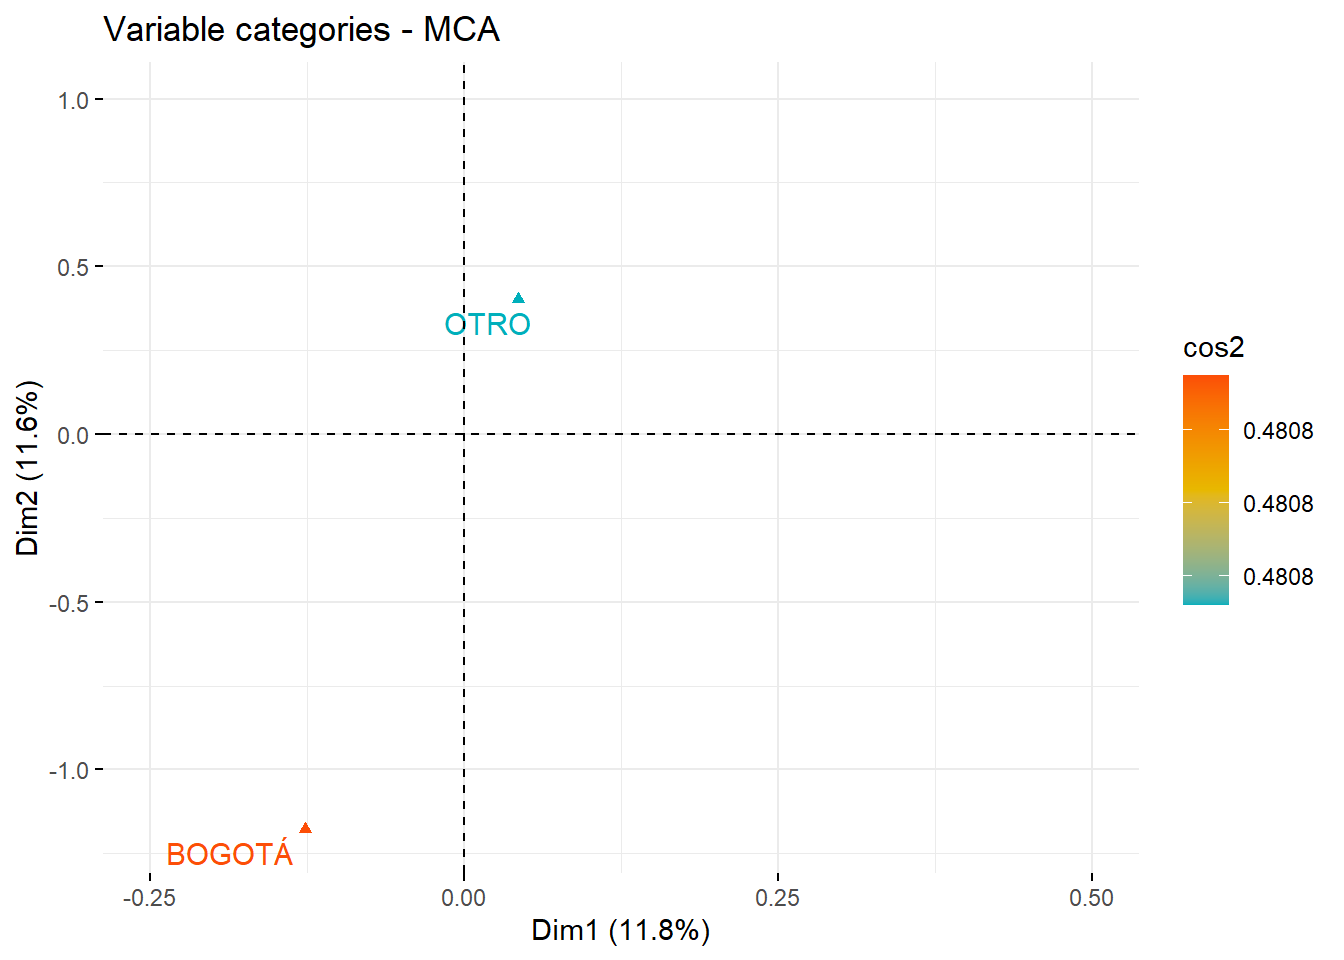 Variable categories - MCA
1.0
0.5
0.0
-0.5
-1.0
Dim2 (11.6%)
OTRO
BOGOTÁ
-0.25
0.00
0.25
0.50
Dim1 (11.8%)
cos2
0.4808
0.4808
0.4808